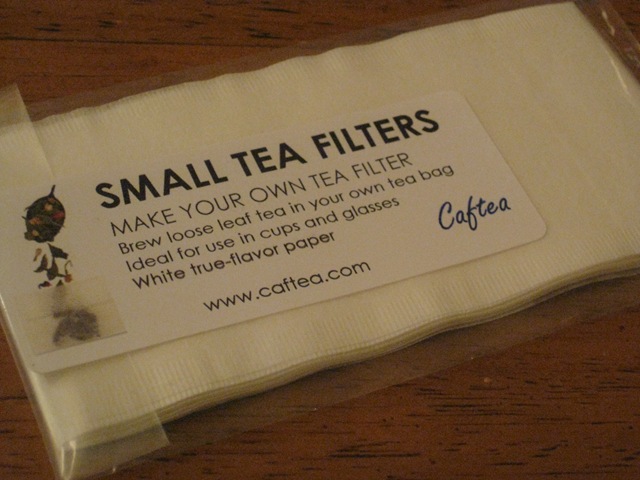 SMALL TEA FILTERS
MAKE YOUR OWN TEA FILTER
Brew loose leaf tea in your own tea bag
Ideal for use in cups and glasses
White true-flavor paper
Caftea
www.caftea.com